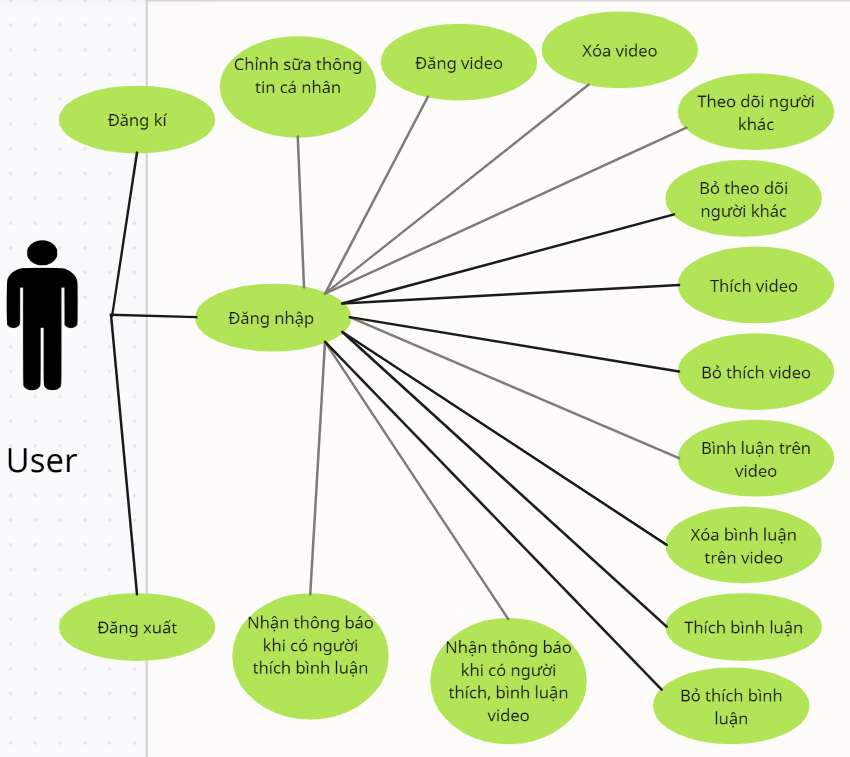 Chỉnh sữa thông
tin cá nhân
Đăng video
Xóa video
Theo dõi người
khác
Đăng kí
Bỏ theo dõi
người khác
Thích video
Đăng nhập
Bỏ thích video
User
Bình luận trên
video
Xóa bình luận
trên video
Đăng xuất
Nhận thông báo
khi có người
thích bình luận
Nhận thông báo
khi có người
thích, bình luận
video
Thích bình luận
Bỏ thích bình
luận